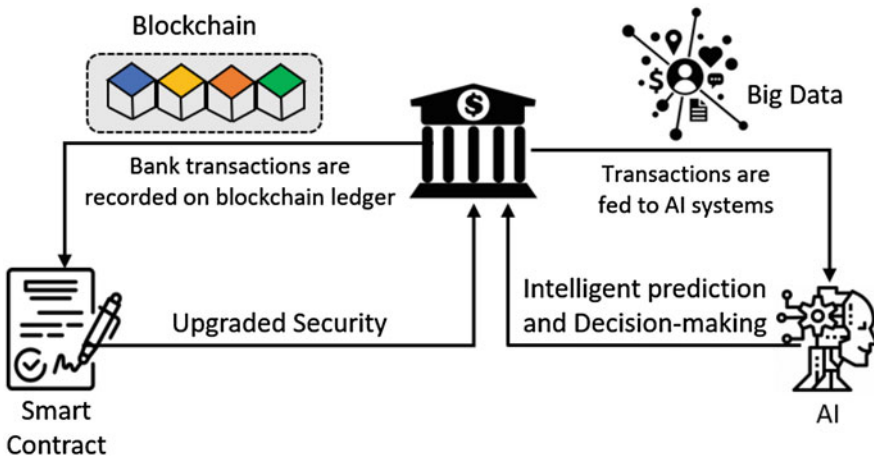 Blockchain
$
$
Big Data
Bank transactions are
recorded on blockchain ledger
Transactions are
fed to AI systems
Upgraded Security
Intelligent prediction
and Decision-making
Smart
Contract
AI